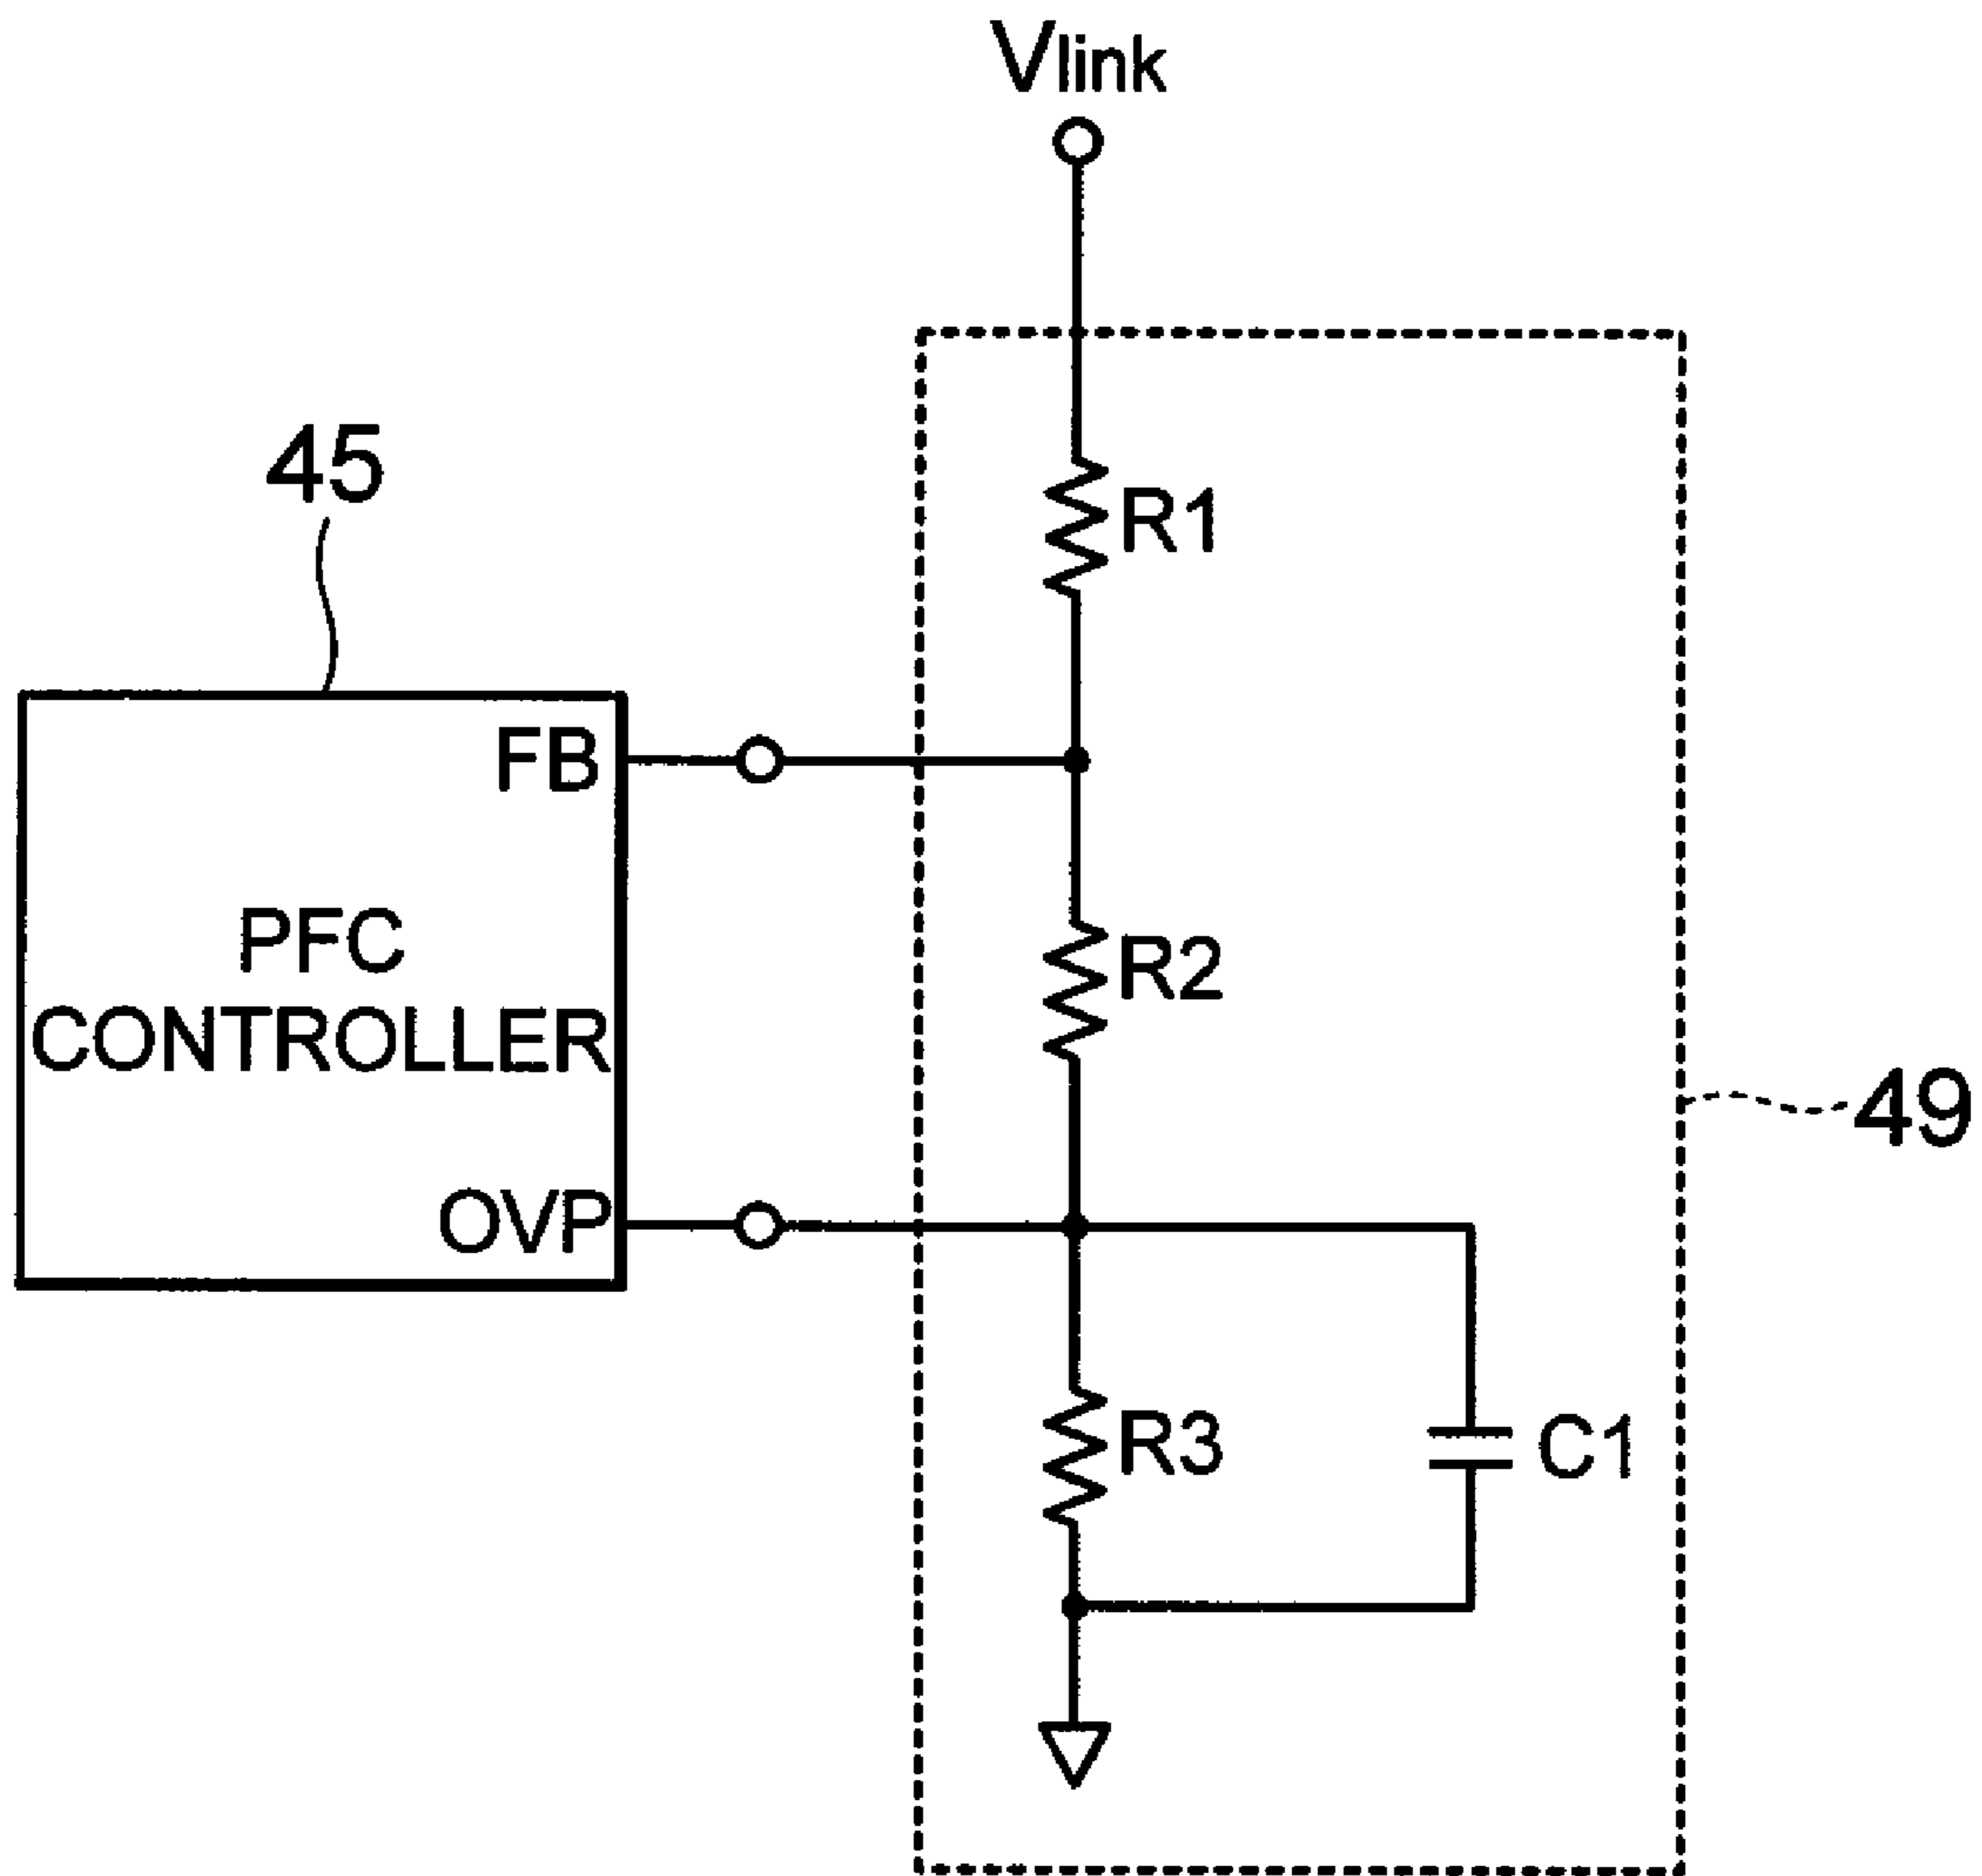 Vlink
45
R1
FB
PFC
CONTROLLER
R2
49
OVP
R3
C1